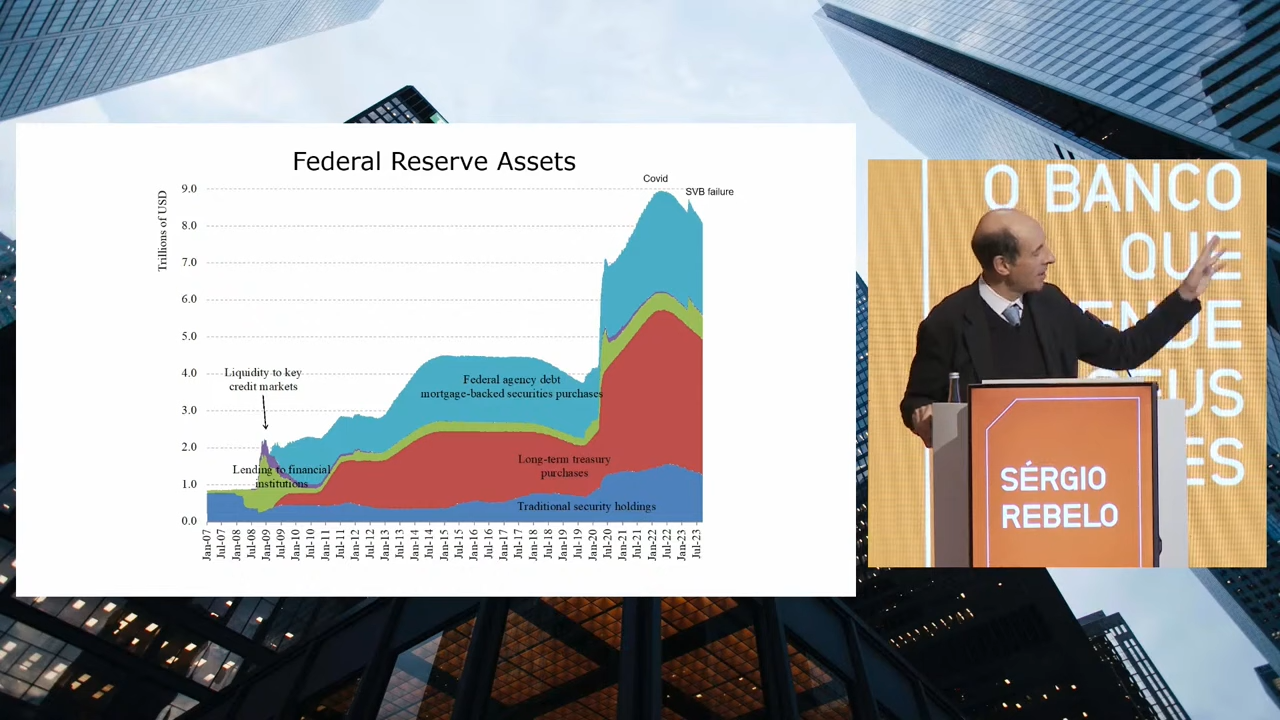 Federal Reserve Assets
Trillions of USD
9.0
8.0
7.0
6.0
5.0
4.0
3.0
2.0
1.0
0.0
Covid
SVB failure
Liquidity to key
credit markets
Federal agency debt
mortgage-backed securities purchases
Lending to financial
institutions
Long-term treasury
purchases
Traditional security holdings
Jan-07
Jul-07
Jan-08
Jul-08
Jan-09
Jul-09
Jan-10
Jul-10
Jan-11
Jul-11
Jan-12
Jul-12
Jan-13
Jul-13
Jan-14
Jul-14
Jan-15
Jul-15
Jan-16
Jul-16
Jan-17
Jul-17
Jan-18
Jul-18
Jan-19
Jul-19
Jan-20
Jul-20
Jan-21
Jul-21
Jan-22
Jul-22
Jan-23
Jul-23
O BANCO
QUE
ENDE
SEUS
ES
SÉRGIO
REBELO